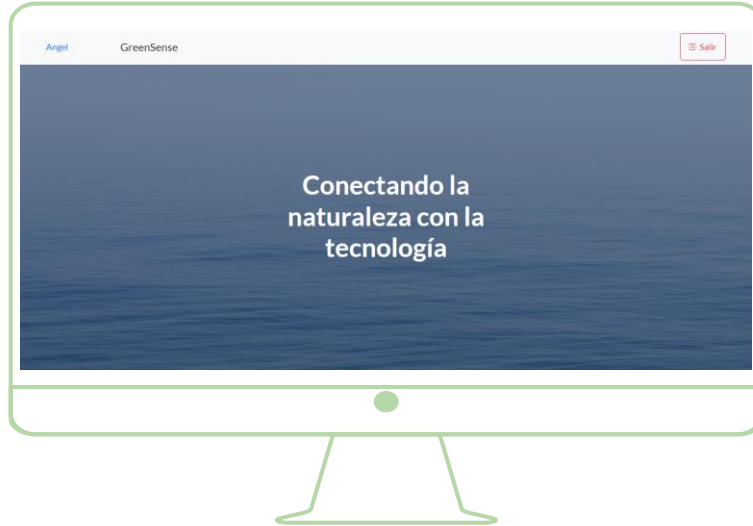 Angel
GreenSense
Salir
Conectando la
naturaleza con la
tecnología